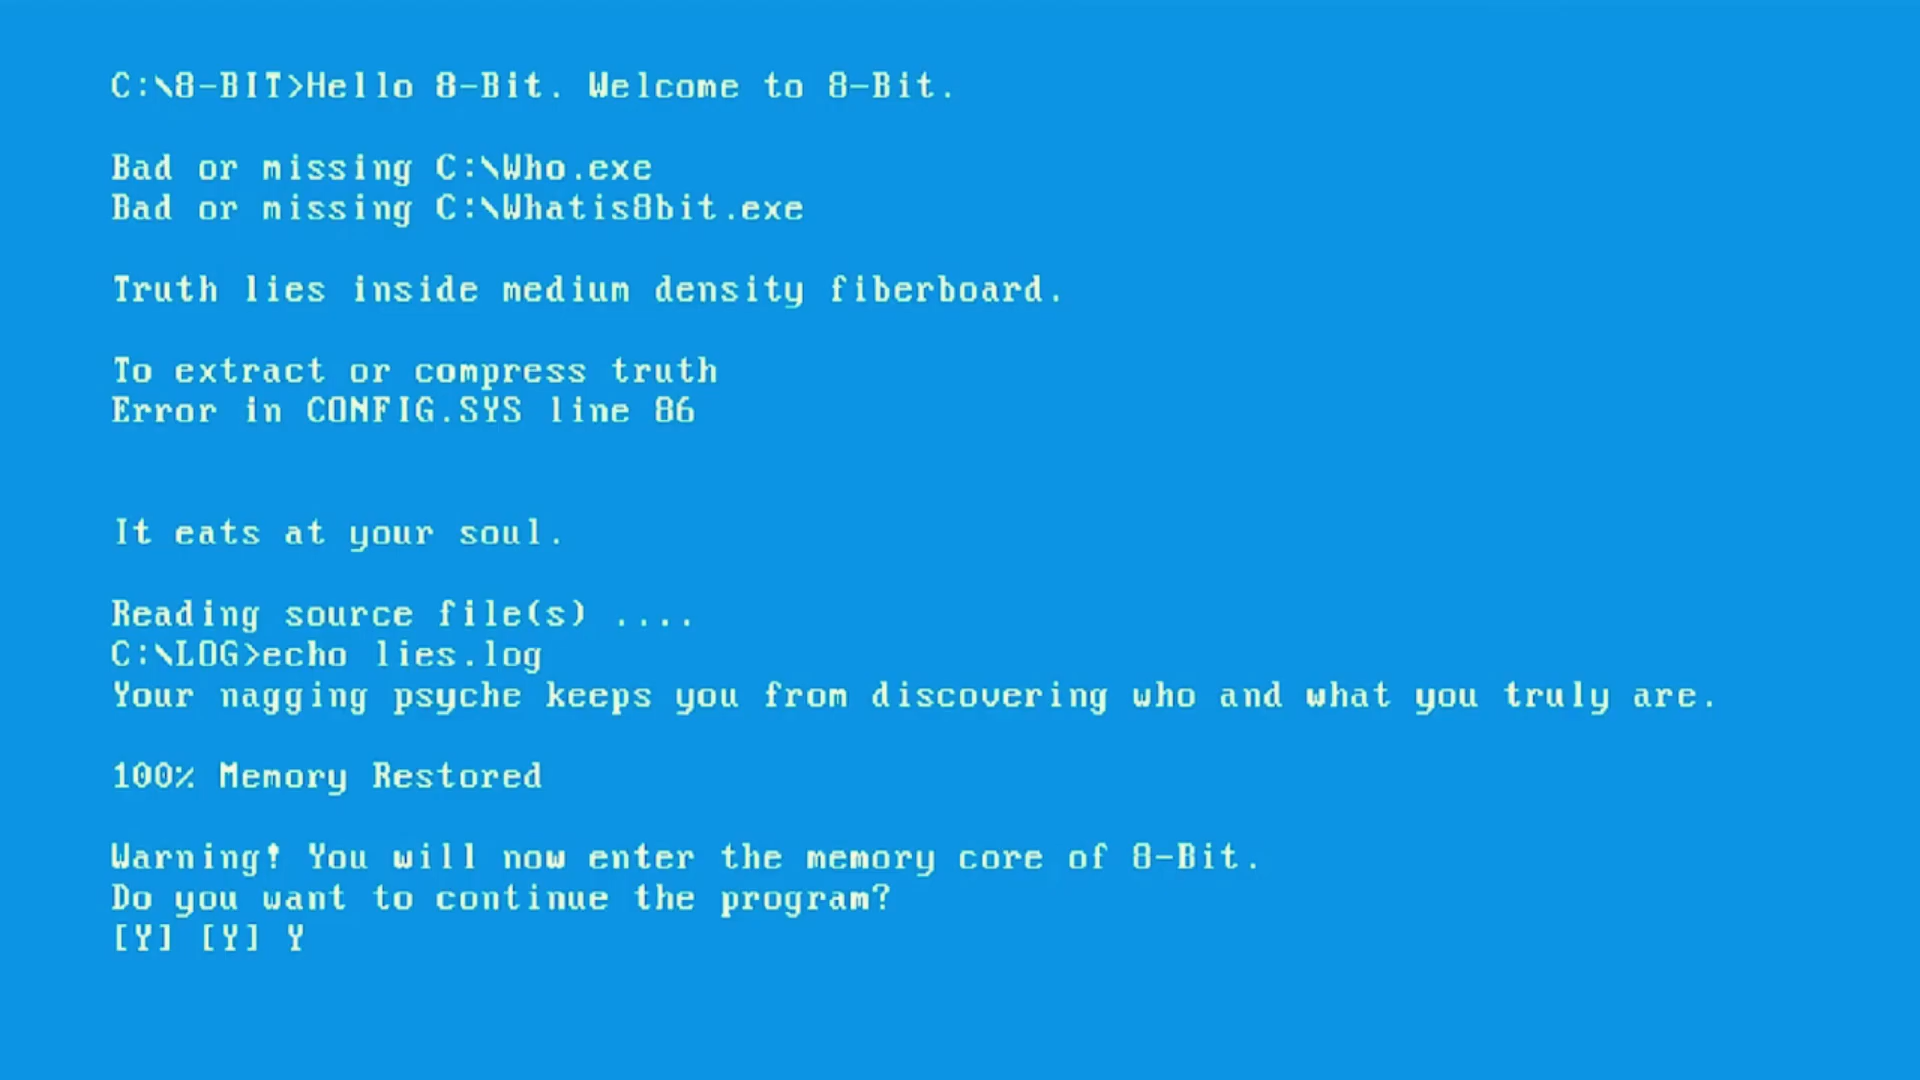 C:\8-BIT>Hello 8-Bit. Welcome to 8-Bit.
Bad or missing C:\Who.exe
Bad or missing C:\Whatis8bit.exe
Truth lies inside medium density fiberboard.
To extract or compress truth
Error in CONFIG.SYS line 86
It eats at your soul.
Reading source file(s) ....
C:\LOG>echo lies.log
Your nagging psyche keeps you from discovering who and what you truly are.
100% Memory Restored
Warning! You will now enter the memory core of 8-Bit.
Do you want to continue the program?
[Y] [Y] Y